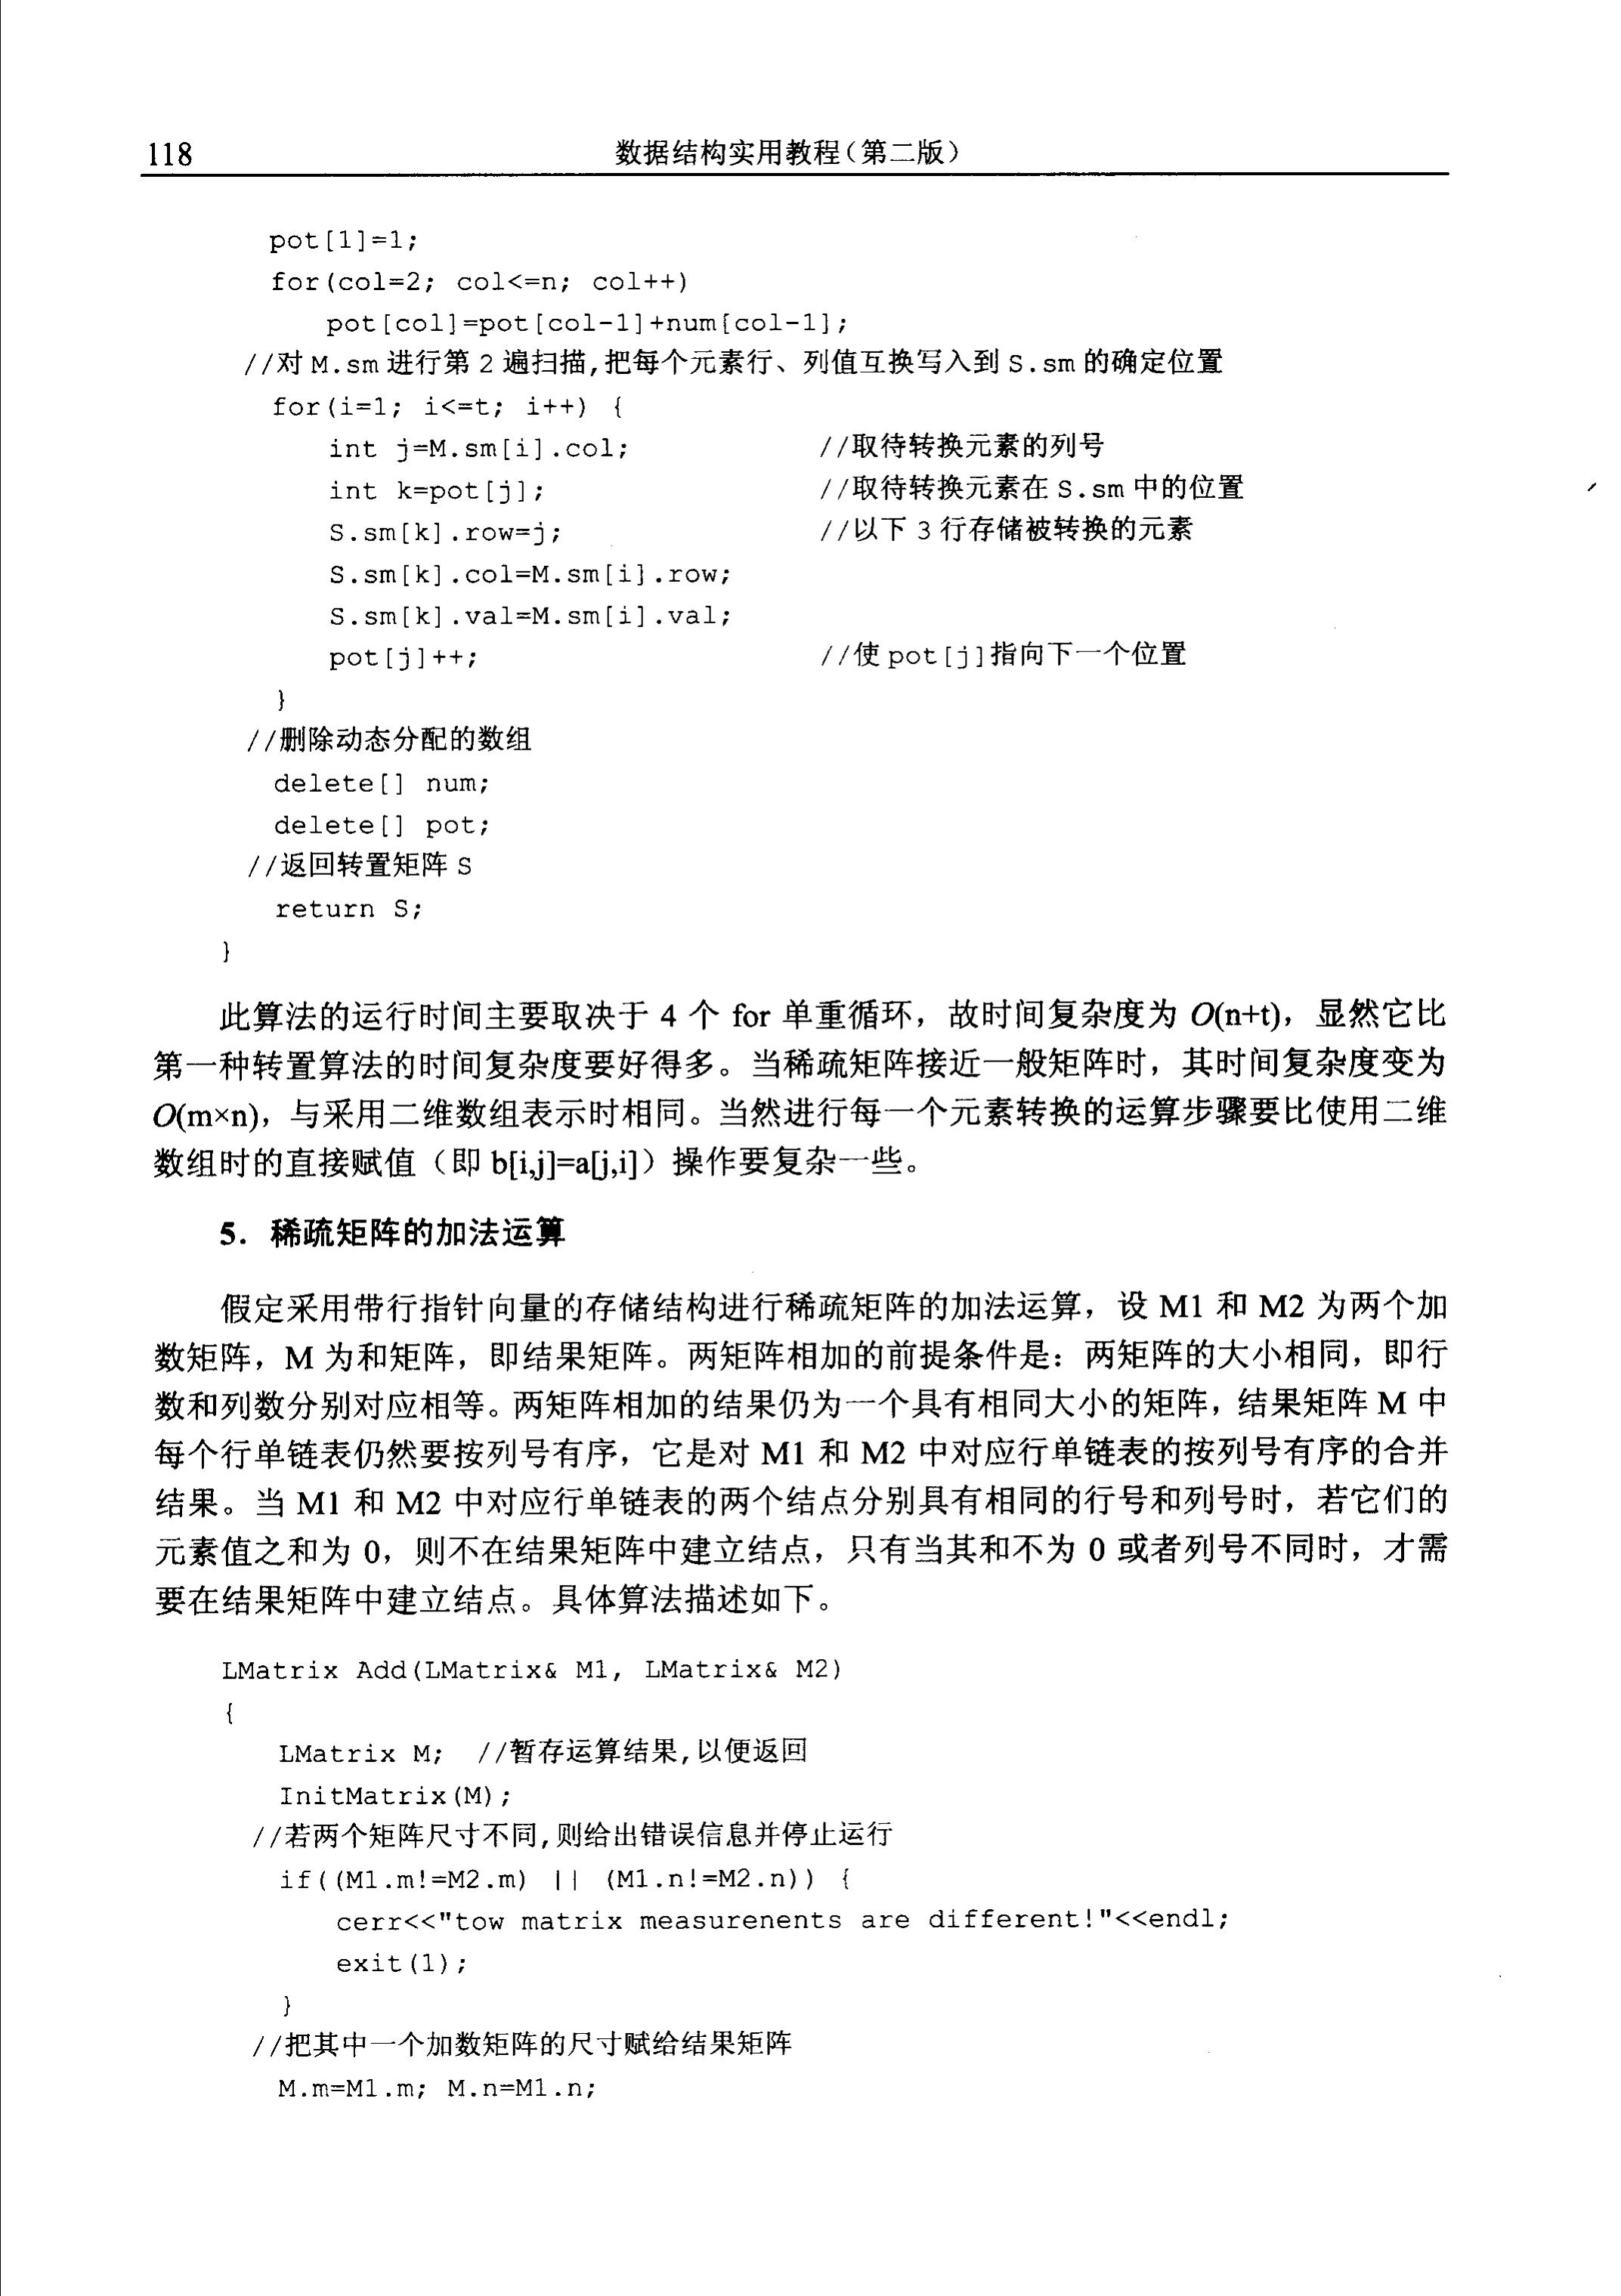 118
数据结构实用教程(第二版)
pot[1]=1;
for(col=2; col<=n; col++)
pot[col]=pot[col-1]+num[col-1];
//对 M.sm 进行第 2 遍扫描,把每个元素行、列值互换写入到 S.sm 的确定位置
for(i=1; i<=t; i++) {
int j=M.sm[i].col; //取待转换元素的列号
int k=pot[j]; //取待转换元素在 S.sm 中的位置
S.sm[k].row=j; //以下 3 行存储被转换的元素
S.sm[k].col=M.sm[i].row;
S.sm[k].val=M.sm[i].val;
pot[j]++; //使 pot[j]指向下一个位置
}
//删除动态分配的数组
delete[] num;
delete[] pot;
//返回转置矩阵 S
return S;
}
此算法的运行时间主要取决于 4 个 for 单重循环，故时间复杂度为 O(n+t)，显然它比
第一种转置算法的时间复杂度要好得多。当稀疏矩阵接近一般矩阵时，其时间复杂度变为
O(m×n)，与采用二维数组表示时相同。当然进行每一个元素转换的运算步骤要比使用二维
数组时的直接赋值（即 b[i,j]=a[j,i]）操作要复杂一些。
5．稀疏矩阵的加法运算
假定采用带行指针向量的存储结构进行稀疏矩阵的加法运算，设 M1 和 M2 为两个加
数矩阵，M 为和矩阵，即结果矩阵。两矩阵相加的前提条件是：两矩阵的大小相同，即行
数和列数分别对应相等。两矩阵相加的结果仍为一个具有相同大小的矩阵，结果矩阵 M 中
每个行单链表仍然要按列号有序，它是对 M1 和 M2 中对应行单链表的按列号有序的合并
结果。当 M1 和 M2 中对应行单链表的两个结点分别具有相同的行号和列号时，若它们的
元素值之和为 0，则不在结果矩阵中建立结点，只有当其和不为 0 或者列号不同时，才需
要在结果矩阵中建立结点。具体算法描述如下。
LMatrix Add(LMatrix& M1, LMatrix& M2)
{
LMatrix M; //暂存运算结果,以便返回
InitMatrix(M);
//若两个矩阵尺寸不同,则给出错误信息并停止运行
if((M1.m!=M2.m) || (M1.n!=M2.n)) {
cerr<<"tow matrix measurenents are different!"<<endl;
exit(1);
}
//把其中一个加数矩阵的尺寸赋给结果矩阵
M.m=M1.m; M.n=M1.n;